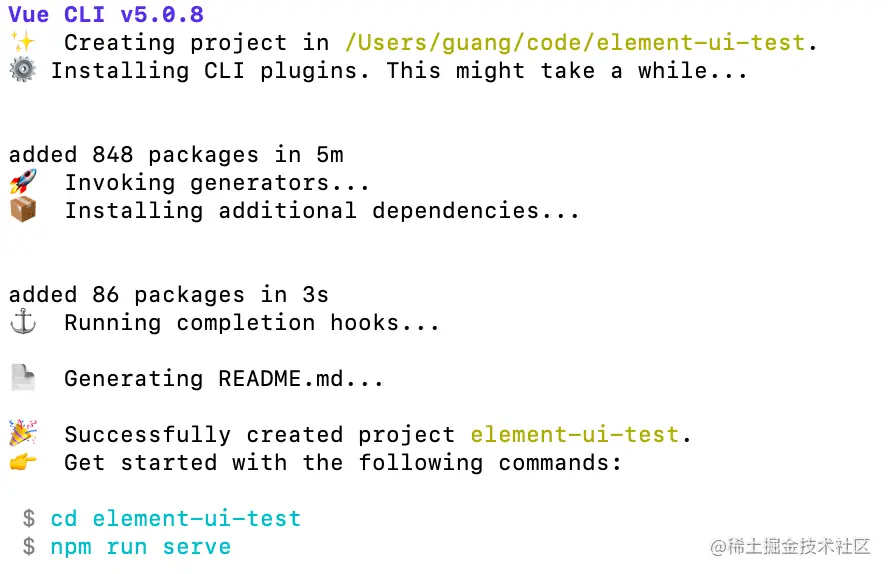 Vue CLI v5.0.8
✨  Creating project in /Users/guang/code/element-ui-test.
⚙️ Installing CLI plugins. This might take a while...
added 848 packages in 5m
🚀  Invoking generators...
📦  Installing additional dependencies...
added 86 packages in 3s
⚓  Running completion hooks...
📄  Generating README.md...
🎉  Successfully created project element-ui-test.
👉  Get started with the following commands:
$ cd element-ui-test
$ npm run serve
@稀土掘金技术社区